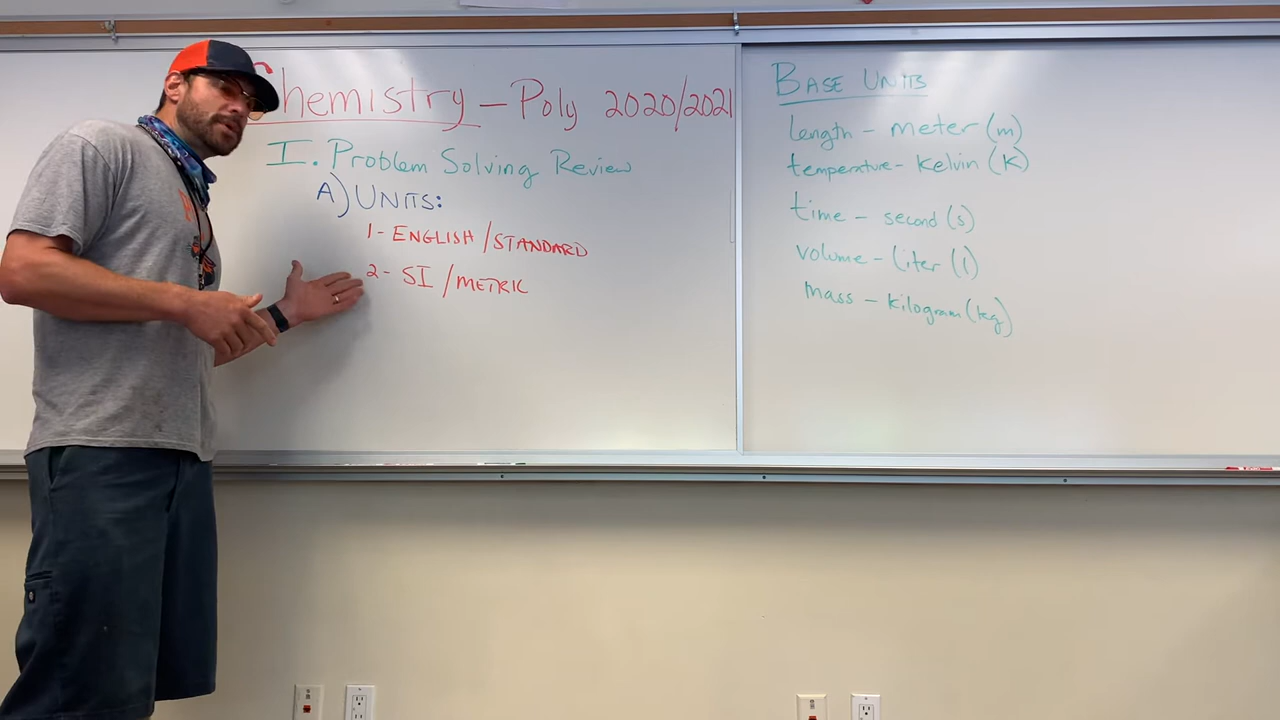 Chemistry – Poly 2020/2021
I. Problem Solving Review
A) UNITS:
1- ENGLISH/STANDARD
2- SI/METRIC
BASE UNITS
length – meter (m)
temperature – Kelvin (K)
time – second (s)
volume – liter (l)
mass – kilogram (kg)